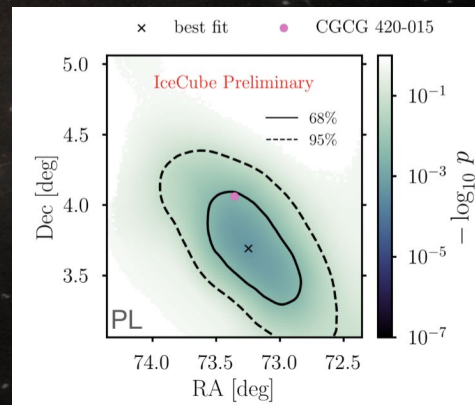 × best fit ● CGCG 420-015
IceCube Preliminary
68%
95%
5.0
4.5
4.0
3.5
Dec [deg]
PL
74.0 73.5 73.0 72.5
RA [deg]
10⁻¹
10⁻³
10⁻⁵
10⁻⁷
− log₁₀ p